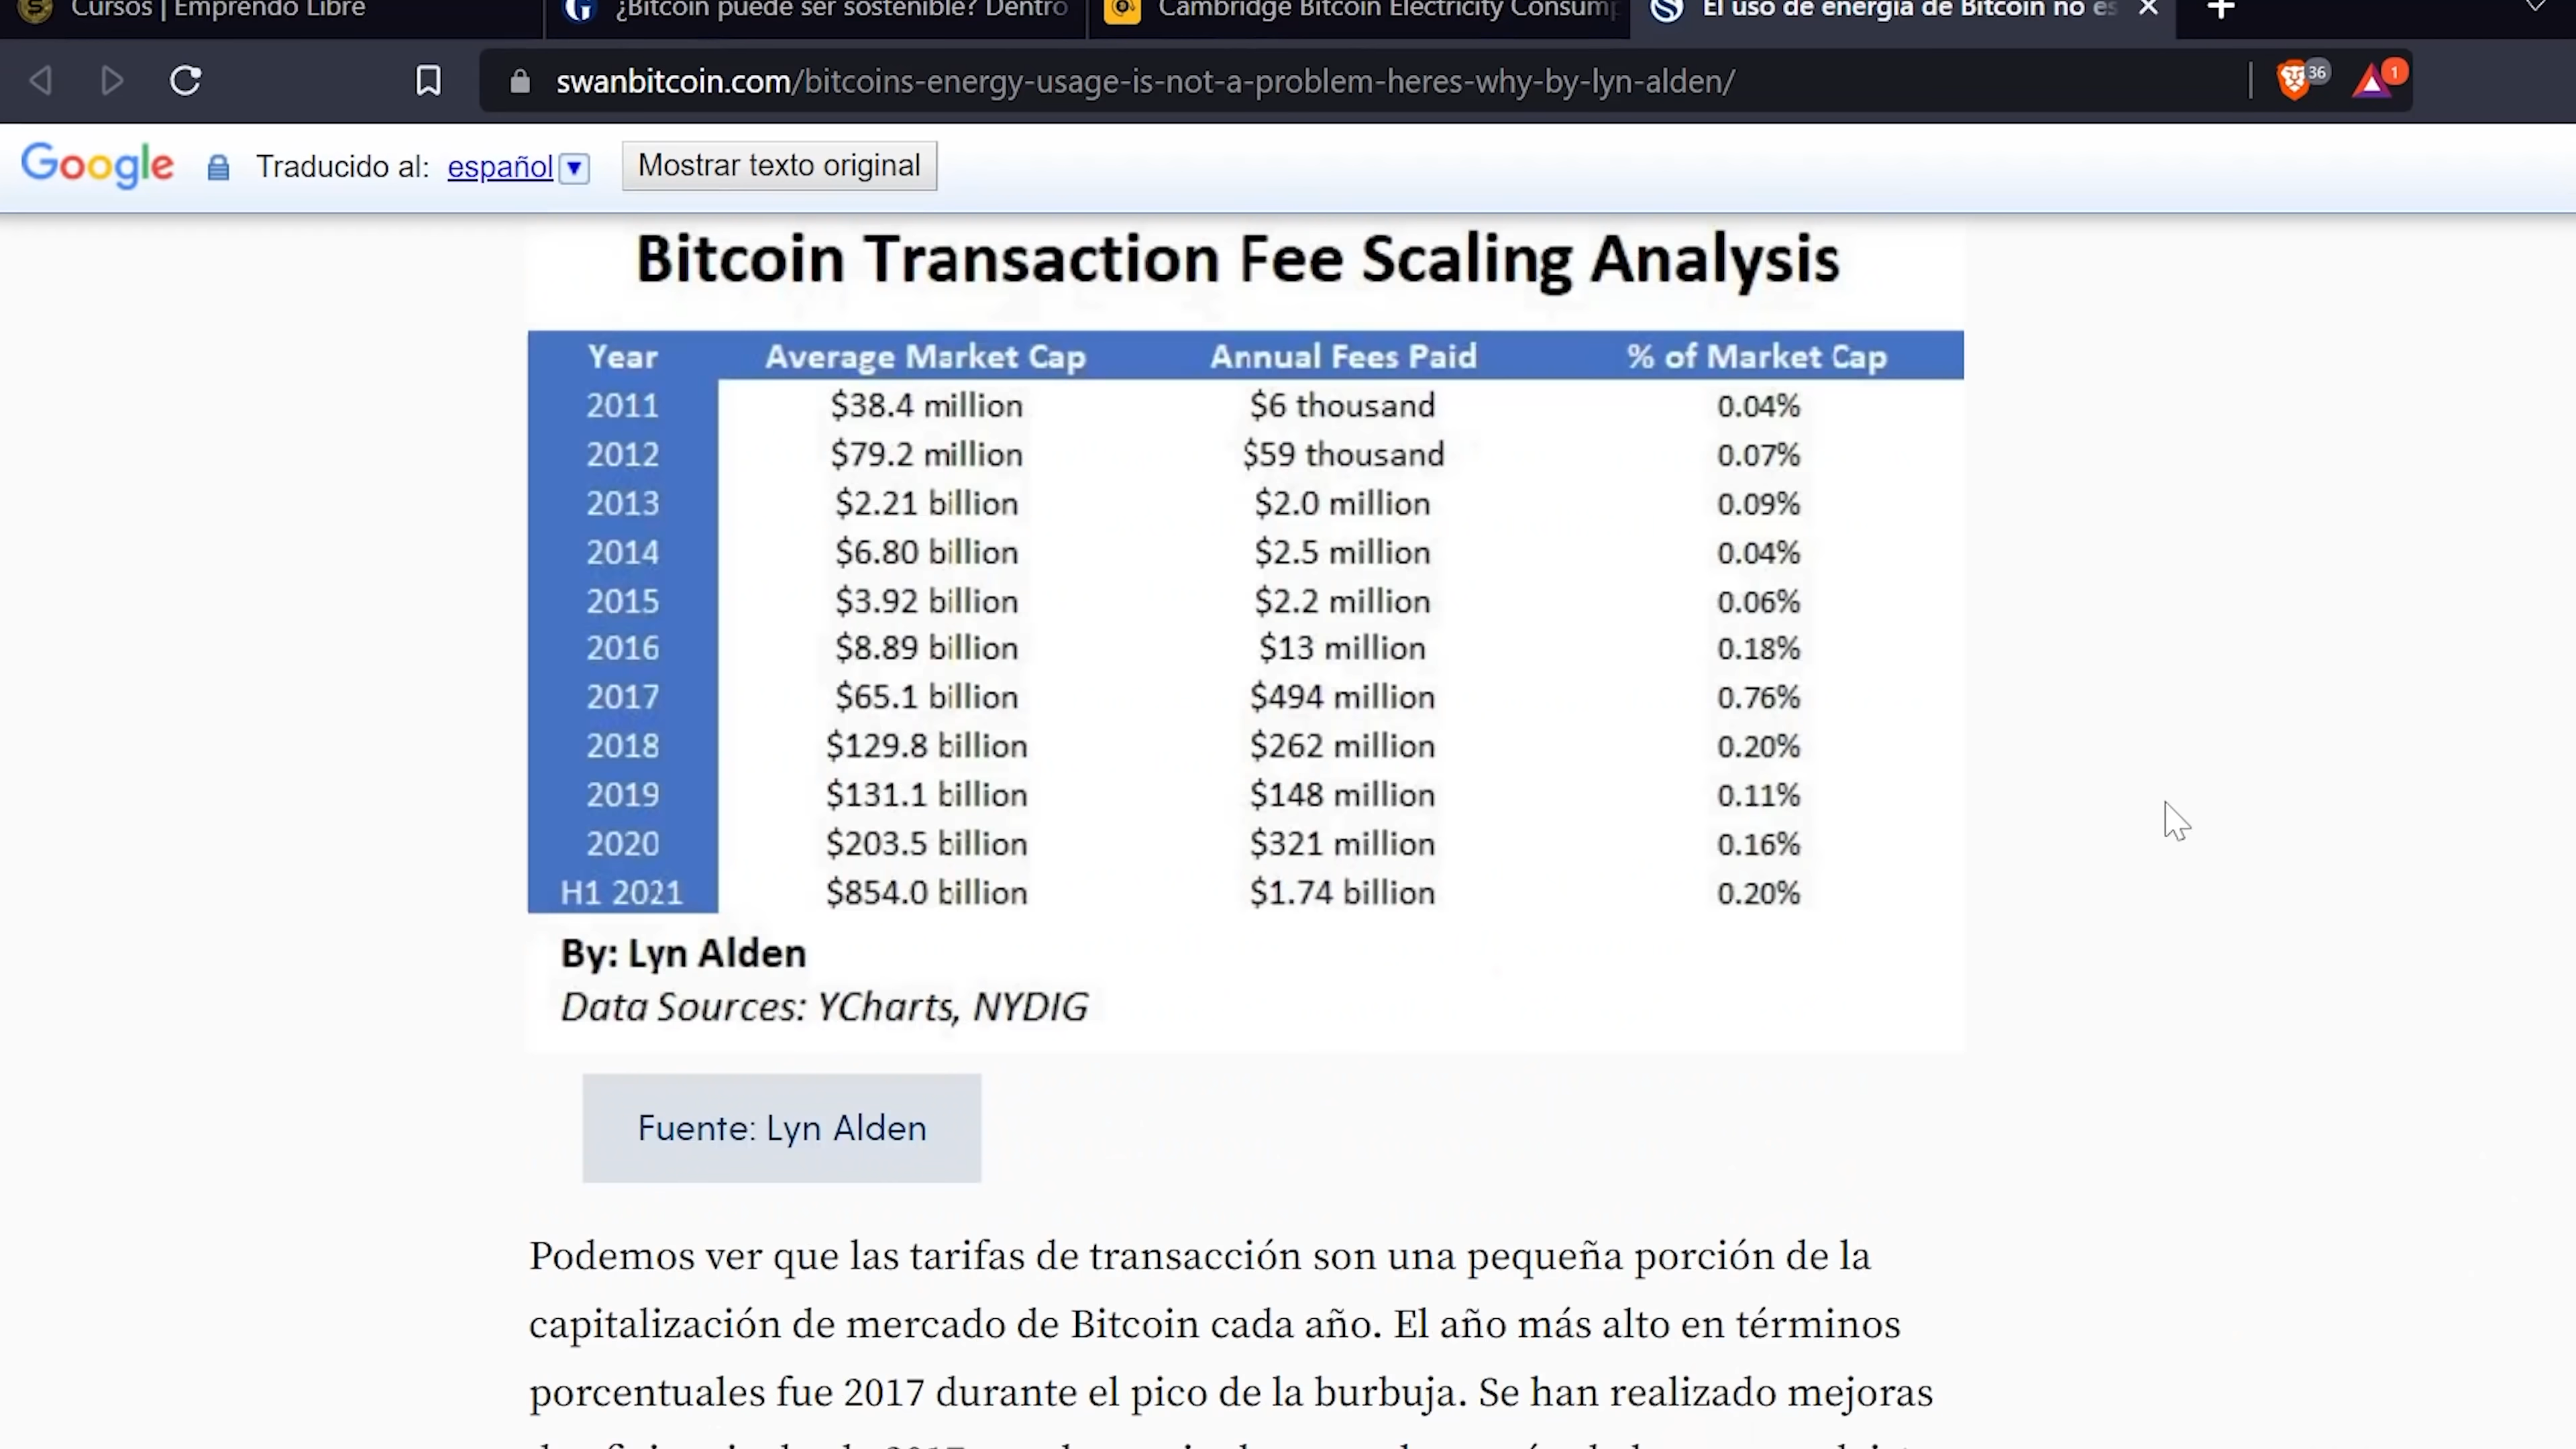 Cursos | Emprendo Libre
¿Bitcoin puede ser sostenible? Dentro
Cambridge Bitcoin Electricity Consump
El uso de energía de Bitcoin no es
swanbitcoin.com/bitcoins-energy-usage-is-not-a-problem-heres-why-by-lyn-alden/
36
1
Google Traducido al: español Mostrar texto original
Bitcoin Transaction Fee Scaling Analysis
Year Average Market Cap Annual Fees Paid % of Market Cap
2011 $38.4 million $6 thousand 0.04%
2012 $79.2 million $59 thousand 0.07%
2013 $2.21 billion $2.0 million 0.09%
2014 $6.80 billion $2.5 million 0.04%
2015 $3.92 billion $2.2 million 0.06%
2016 $8.89 billion $13 million 0.18%
2017 $65.1 billion $494 million 0.76%
2018 $129.8 billion $262 million 0.20%
2019 $131.1 billion $148 million 0.11%
2020 $203.5 billion $321 million 0.16%
H1 2021 $854.0 billion $1.74 billion 0.20%
By: Lyn Alden
Data Sources: YCharts, NYDIG
Fuente: Lyn Alden
Podemos ver que las tarifas de transacción son una pequeña porción de la
capitalización de mercado de Bitcoin cada año. El año más alto en términos
porcentuales fue 2017 durante el pico de la burbuja. Se han realizado mejoras